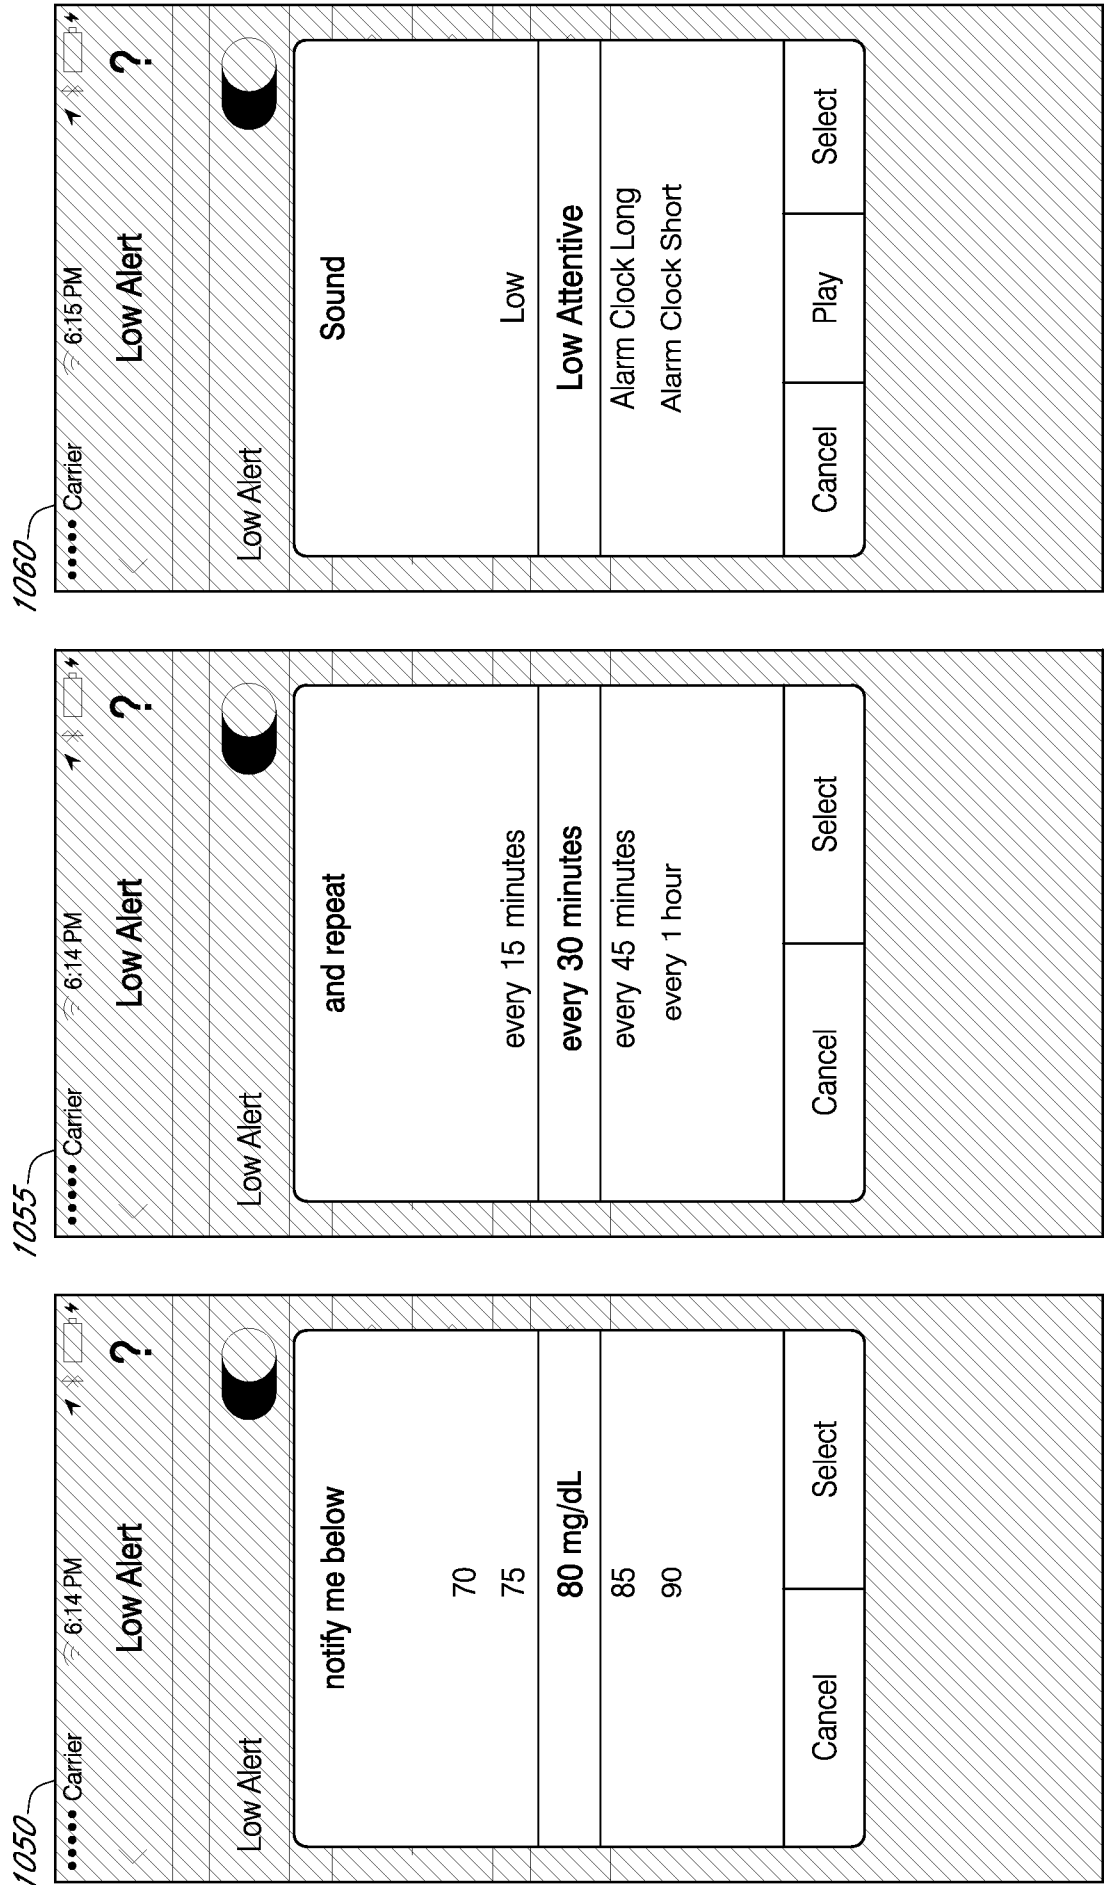 1050
••••• Carrier 6:14 PM
Low Alert ?
Low Alert
notify me below
70
75
80 mg/dL
85
90
Cancel Select
1055
••••• Carrier 6:14 PM
Low Alert ?
Low Alert
and repeat
every 15 minutes
every 30 minutes
every 45 minutes
every 1 hour
Cancel Select
1060
••••• Carrier 6:15 PM
Low Alert ?
Low Alert
Sound
Low
Low Attentive
Alarm Clock Long
Alarm Clock Short
Cancel Play Select